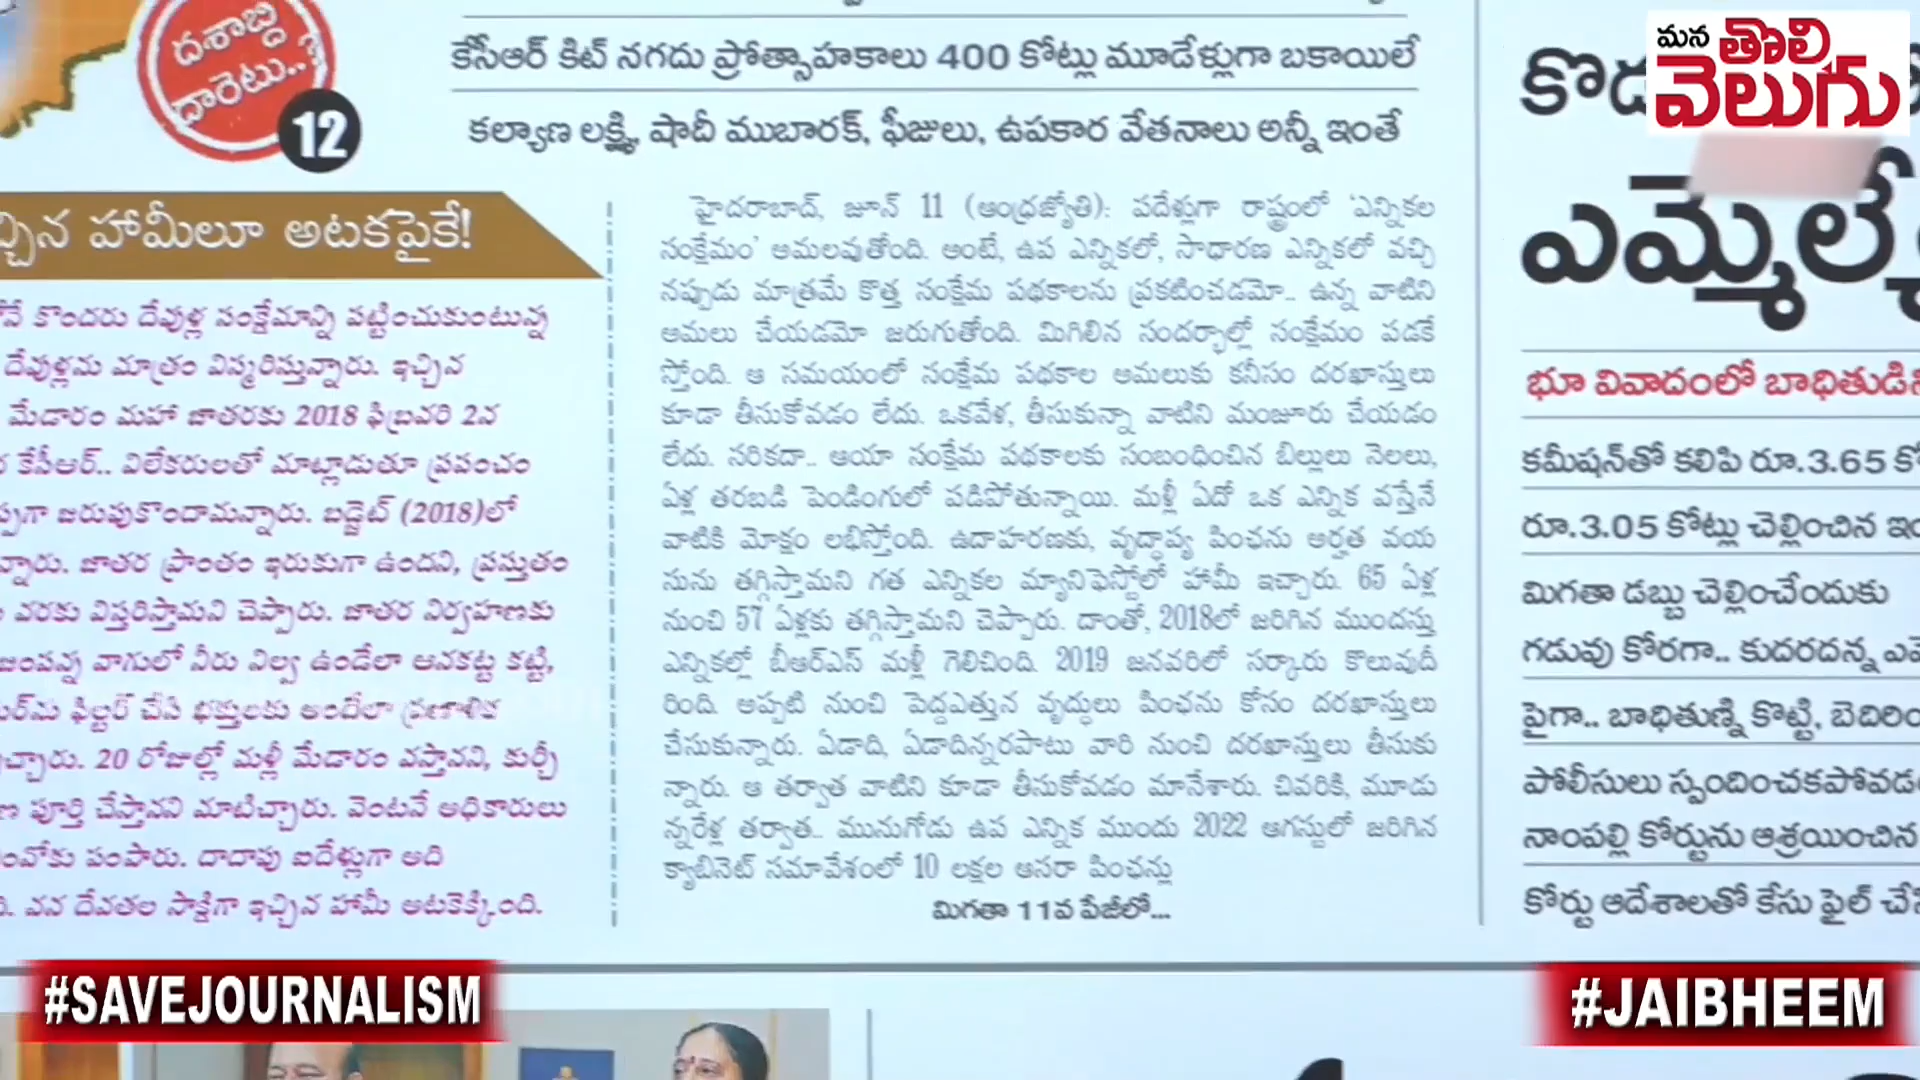 దశాబ్ది
దారెటు..?
12
కేసీఆర్ కిట్ నగదు ప్రోత్సాహకాలు 400 కోట్లు మూడేళ్లుగా బకాయిలే
కల్యాణ లక్ష్మి, షాదీ ముబారక్, ఫీజులు, ఉపకార వేతనాలు అన్నీ ఇంతే
చ్చిన హామీలూ అటకపైకే!
కొందరు దేవుళ్ల సంక్షేమాన్ని పట్టించుకుంటున్న
దేవుళ్లను మాత్రం విస్మరిస్తున్నారు. ఇచ్చిన
మేడారం మహా జాతరకు 2018 ఫిబ్రవరి 2న
కేసీఆర్.. విలేకరులతో మాట్లాడుతూ ప్రపంచం
ప్పగా జరుపుకొందామన్నారు. బడ్జెట్ (2018)లో
న్నారు. జాతర ప్రాంతం ఇరుకుగా ఉందని, ప్రస్తుతం
వరకు విస్తరిస్తామని చెప్పారు. జాతర నిర్వహణకు
జంపన్న వాగులో నీరు నిల్వ ఉండేలా ఆనకట్ట కట్టి,
ఫిల్టర్ చేసి భక్తులకు అందేలా ప్రణాళిక
చ్చారు. 20 రోజుల్లో మళ్లీ మేడారం వస్తానని, కుర్చీ
పూర్తి చేస్తానని మాటిచ్చారు. వెంటనే అధికారులు
పంపారు. దాదాపు ఐదేళ్లుగా అది
వన దేవతల సాక్షిగా ఇచ్చిన హామీ అటకెక్కింది.
హైదరాబాద్, జూన్ 11 (ఆంధ్రజ్యోతి): పదేళ్లుగా రాష్ట్రంలో ‘ఎన్నికల
సంక్షేమం’ అమలవుతోంది. అంటే, ఉప ఎన్నికలో, సాధారణ ఎన్నికలో వచ్చి
నప్పుడు మాత్రమే కొత్త సంక్షేమ పథకాలను ప్రకటించడమో.. ఉన్న వాటిని
అమలు చేయడమో జరుగుతోంది. మిగిలిన సందర్భాల్లో సంక్షేమం పడకే
స్తోంది. ఆ సమయంలో సంక్షేమ పథకాల అమలుకు కనీసం దరఖాస్తులు
కూడా తీసుకోవడం లేదు. ఒకవేళ, తీసుకున్నా వాటిని మంజూరు చేయడం
లేదు. సరికదా.. ఆయా సంక్షేమ పథకాలకు సంబంధించిన బిల్లులు నెలలు,
ఏళ్ల తరబడి పెండింగులో పడిపోతున్నాయి. మళ్లీ ఏదో ఒక ఎన్నిక వస్తేనే
వాటికి మోక్షం లభిస్తోంది. ఉదాహరణకు, వృద్ధాప్య పింఛను అర్హత వయ
సును తగ్గిస్తామని గత ఎన్నికల మ్యానిఫెస్టోలో హామీ ఇచ్చారు. 65 ఏళ్ల
నుంచి 57 ఏళ్లకు తగ్గిస్తామని చెప్పారు. దాంతో, 2018లో జరిగిన ముందస్తు
ఎన్నికల్లో బీఆర్ఎస్ మళ్లీ గెలిచింది. 2019 జనవరిలో సర్కారు కొలువుదీ
రింది. అప్పటి నుంచి పెద్దఎత్తున వృద్ధులు పింఛను కోసం దరఖాస్తులు
చేసుకున్నారు. ఏడాది, ఏడాదిన్నరపాటు వారి నుంచి దరఖాస్తులు తీసుకు
న్నారు. ఆ తర్వాత వాటిని కూడా తీసుకోవడం మానేశారు. చివరికి, మూడు
న్నరేళ్ల తర్వాత.. మునుగోడు ఉప ఎన్నిక ముందు 2022 ఆగస్టులో జరిగిన
క్యాబినెట్ సమావేశంలో 10 లక్షల ఆసరా పింఛన్లు
మిగతా 11వ పేజీలో...
మన
తొలి
వెలుగు
ఎమ్మెల్యే
భూ వివాదంలో బాధితుడిని
కమీషన్‌తో కలిపి రూ.3.65 కో
రూ.3.05 కోట్లు చెల్లించిన
మిగతా డబ్బు చెల్లించేందుకు
గడువు కోరగా.. కుదరదన్న ఎమ్మె
పైగా.. బాధితుణ్ని కొట్టి, బెదిరిం
పోలీసులు స్పందించకపోవడం
నాంపల్లి కోర్టును ఆశ్రయించిన
కోర్టు ఆదేశాలతో కేసు ఫైల్ చే
#SAVEJOURNALISM
#JAIBHEEM